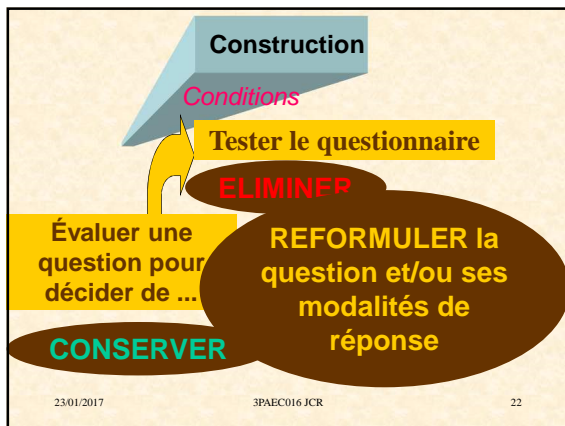 Construction
Conditions
Tester le questionnaire
ELIMINER
Évaluer une
question pour
décider de ...
REFORMULER la
question et/ou ses
modalités de
réponse
CONSERVER
23/01/2017 3PAEC016 JCR 22